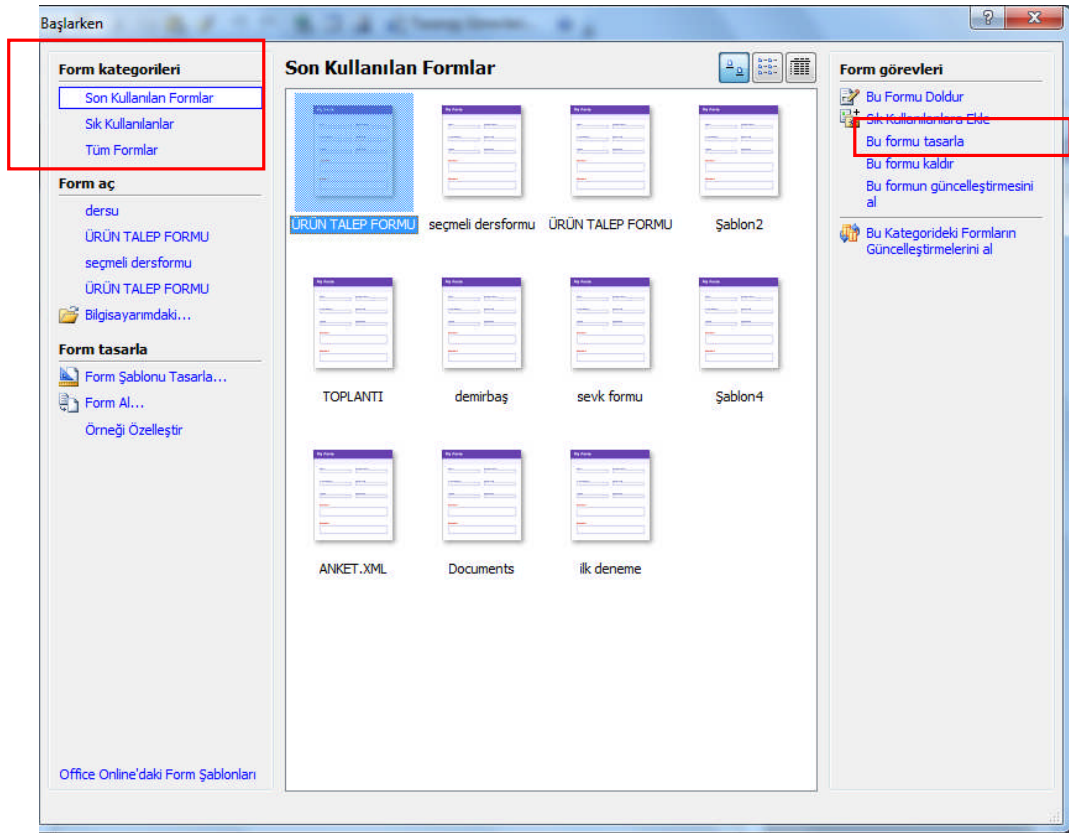 Başlarken
Form kategorileri
Son Kullanılan Formlar
Sık Kullanılanlar
Tüm Formlar
Form aç
dersu
ÜRÜN TALEP FORMU
seçmeli dersformu
ÜRÜN TALEP FORMU
Bilgisayarımdaki...
Form tasarla
Form Şablonu Tasarla...
Form Al...
Örneği Özelleştir
Office Online'daki Form Şablonları
Son Kullanılan Formlar
ÜRÜN TALEP FORMU seçmeli dersformu ÜRÜN TALEP FORMU Şablon2
TOPLANTI demirbaş sevk formu Şablon4
ANKET.XML Documents ilk deneme
Form görevleri
Bu Formu Doldur
Sık Kullanılanlara Ekle
Bu formu tasarla
Bu formu kaldır
Bu formun güncelleştirmesini
al
Bu Kategorideki Formların
Güncelleştirmelerini al